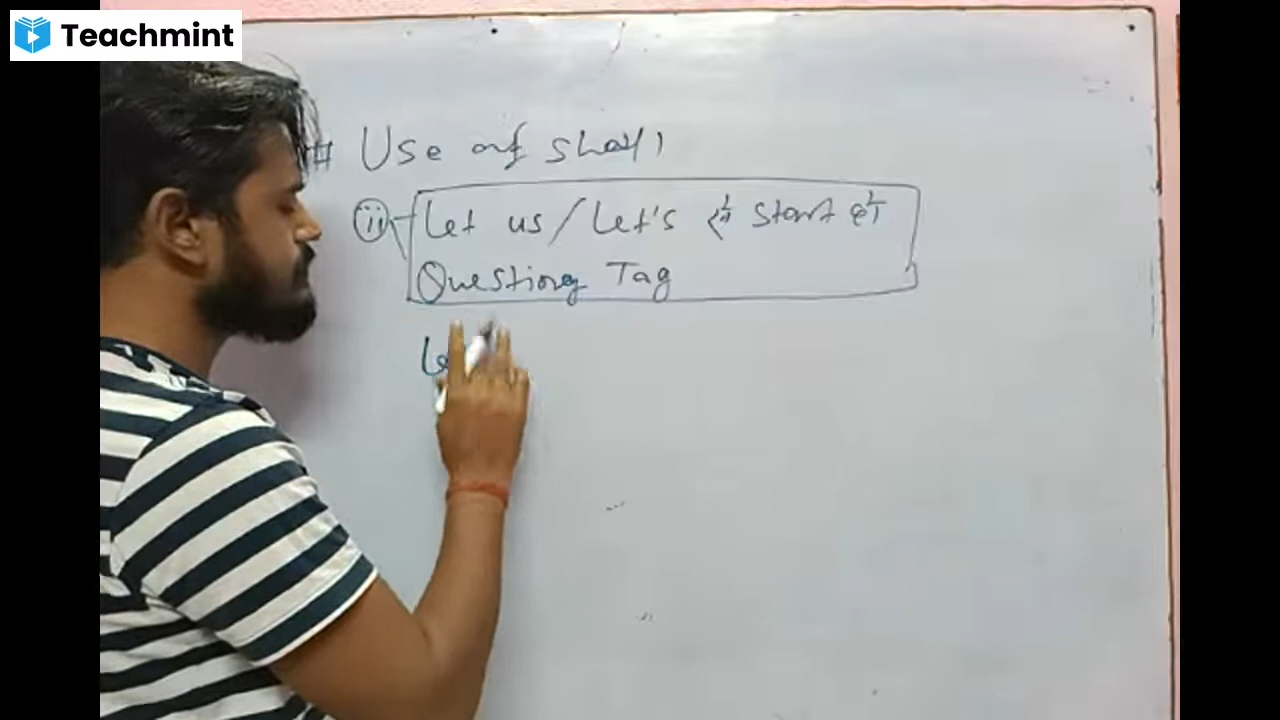 Teachmint
# Use of shall
(ii) Let us / Let's से Start हो
Question Tag
Le